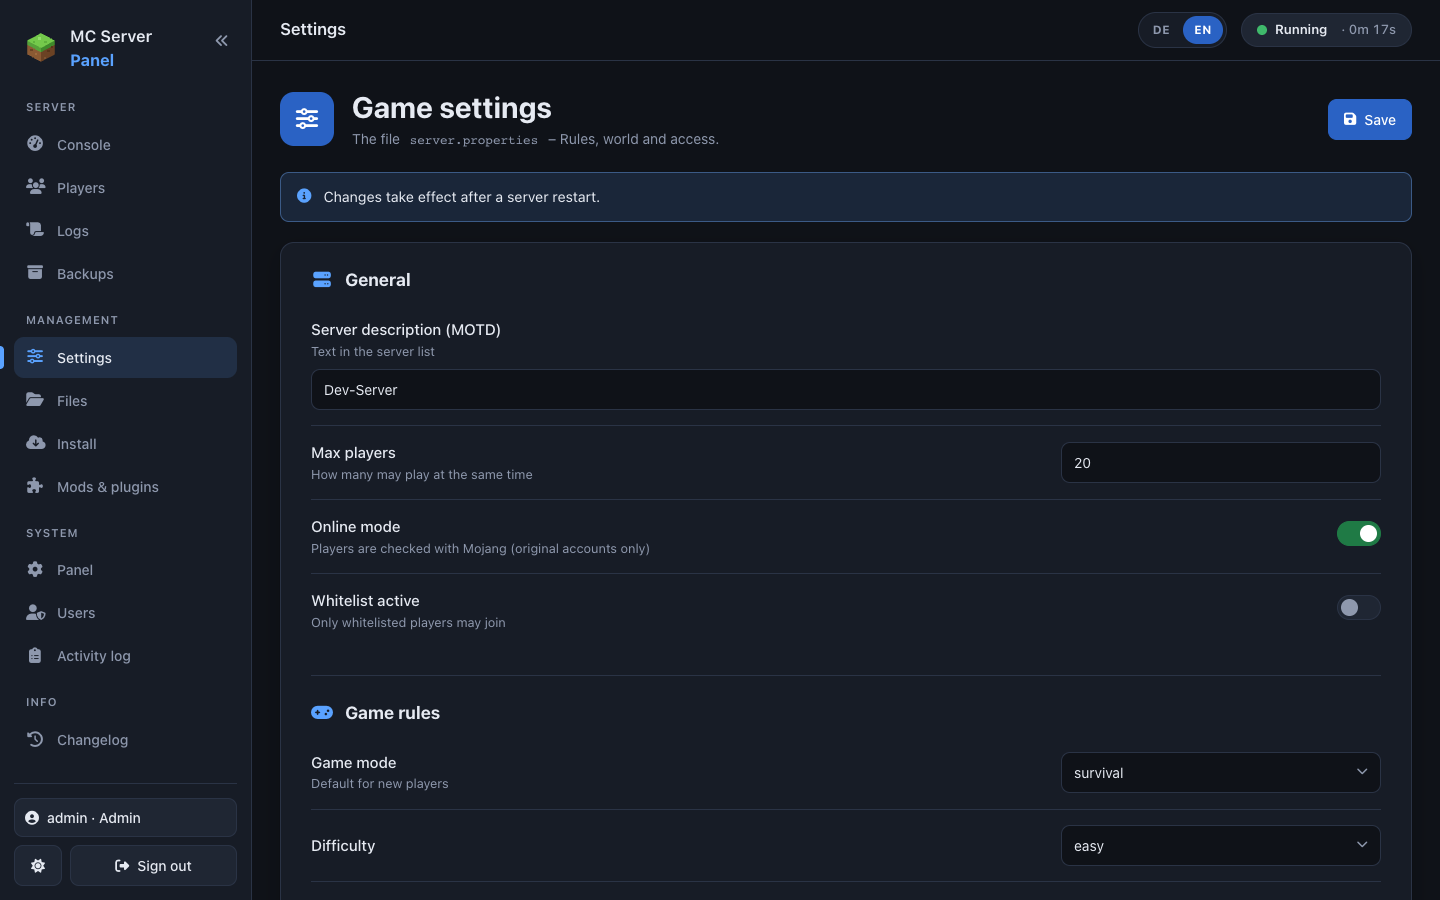 MC Server
Panel
SERVER
Console
Players
Logs
Backups
MANAGEMENT
Settings
Files
Install
Mods & plugins
SYSTEM
Panel
Users
Activity log
INFO
Changelog
admin · Admin
Sign out
Settings
DE
EN
Running · 0m 17s
Game settings
The file server.properties – Rules, world and access.
Save
Changes take effect after a server restart.
General
Server description (MOTD)
Text in the server list
Dev-Server
Max players
How many may play at the same time
20
Online mode
Players are checked with Mojang (original accounts only)
Whitelist active
Only whitelisted players may join
Game rules
Game mode
Default for new players
survival
Difficulty
easy